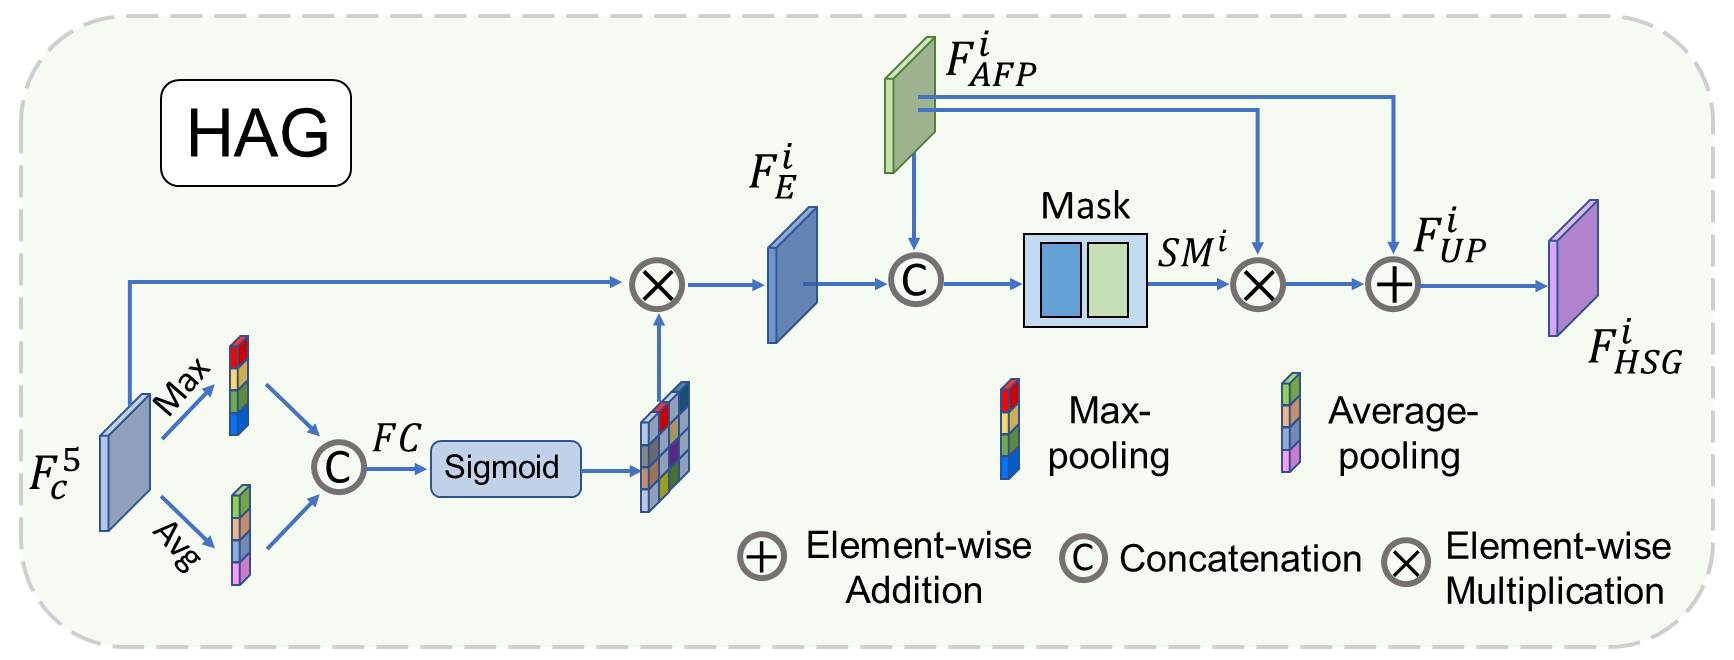 HAG
F_{AFP}^{i}
F_{E}^{i}
Mask
SM^{i}
F_{UP}^{i}
F_{HSG}^{i}
C
Max
FC
Sigmoid
C
F_{c}^{5}
Avg
Max-
pooling
Average-
pooling
Element-wise
Addition
C
Concatenation
Element-wise
Multiplication